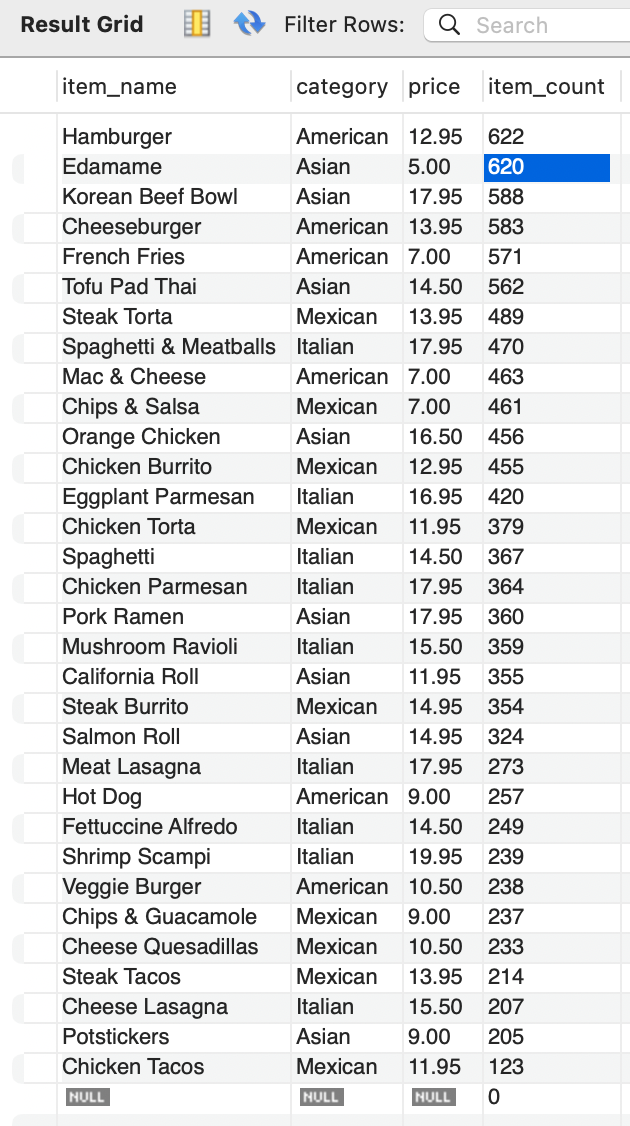 Result Grid Filter Rows: Search
item_name category price item_count
Hamburger American 12.95 622
Edamame Asian 5.00 620
Korean Beef Bowl Asian 17.95 588
Cheeseburger American 13.95 583
French Fries American 7.00 571
Tofu Pad Thai Asian 14.50 562
Steak Torta Mexican 13.95 489
Spaghetti & Meatballs Italian 17.95 470
Mac & Cheese American 7.00 463
Chips & Salsa Mexican 7.00 461
Orange Chicken Asian 16.50 456
Chicken Burrito Mexican 12.95 455
Eggplant Parmesan Italian 16.95 420
Chicken Torta Mexican 11.95 379
Spaghetti Italian 14.50 367
Chicken Parmesan Italian 17.95 364
Pork Ramen Asian 17.95 360
Mushroom Ravioli Italian 15.50 359
California Roll Asian 11.95 355
Steak Burrito Mexican 14.95 354
Salmon Roll Asian 14.95 324
Meat Lasagna Italian 17.95 273
Hot Dog American 9.00 257
Fettuccine Alfredo Italian 14.50 249
Shrimp Scampi Italian 19.95 239
Veggie Burger American 10.50 238
Chips & Guacamole Mexican 9.00 237
Cheese Quesadillas Mexican 10.50 233
Steak Tacos Mexican 13.95 214
Cheese Lasagna Italian 15.50 207
Potstickers Asian 9.00 205
Chicken Tacos Mexican 11.95 123
NULL NULL NULL 0